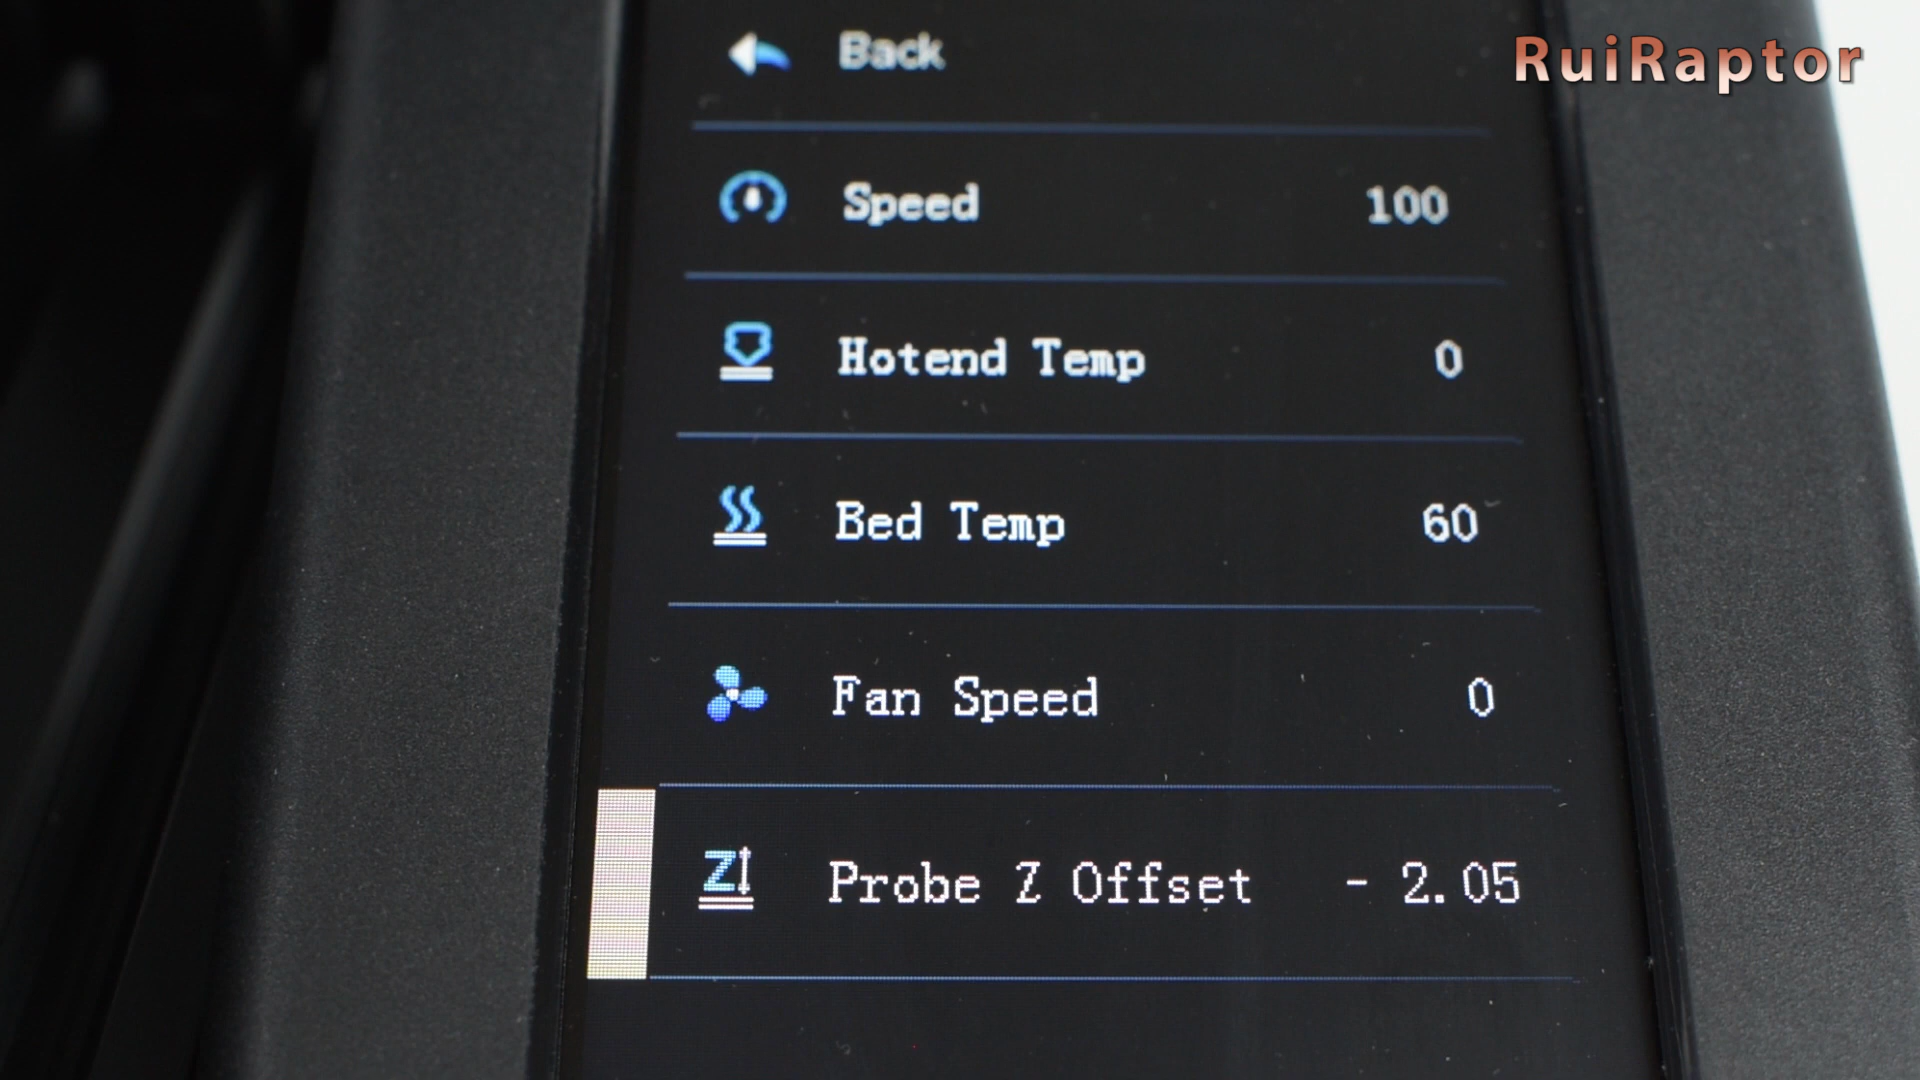 Back
RuiRaptor
Speed 100
Hotend Temp 0
Bed Temp 60
Fan Speed 0
Probe Z Offset - 2.05